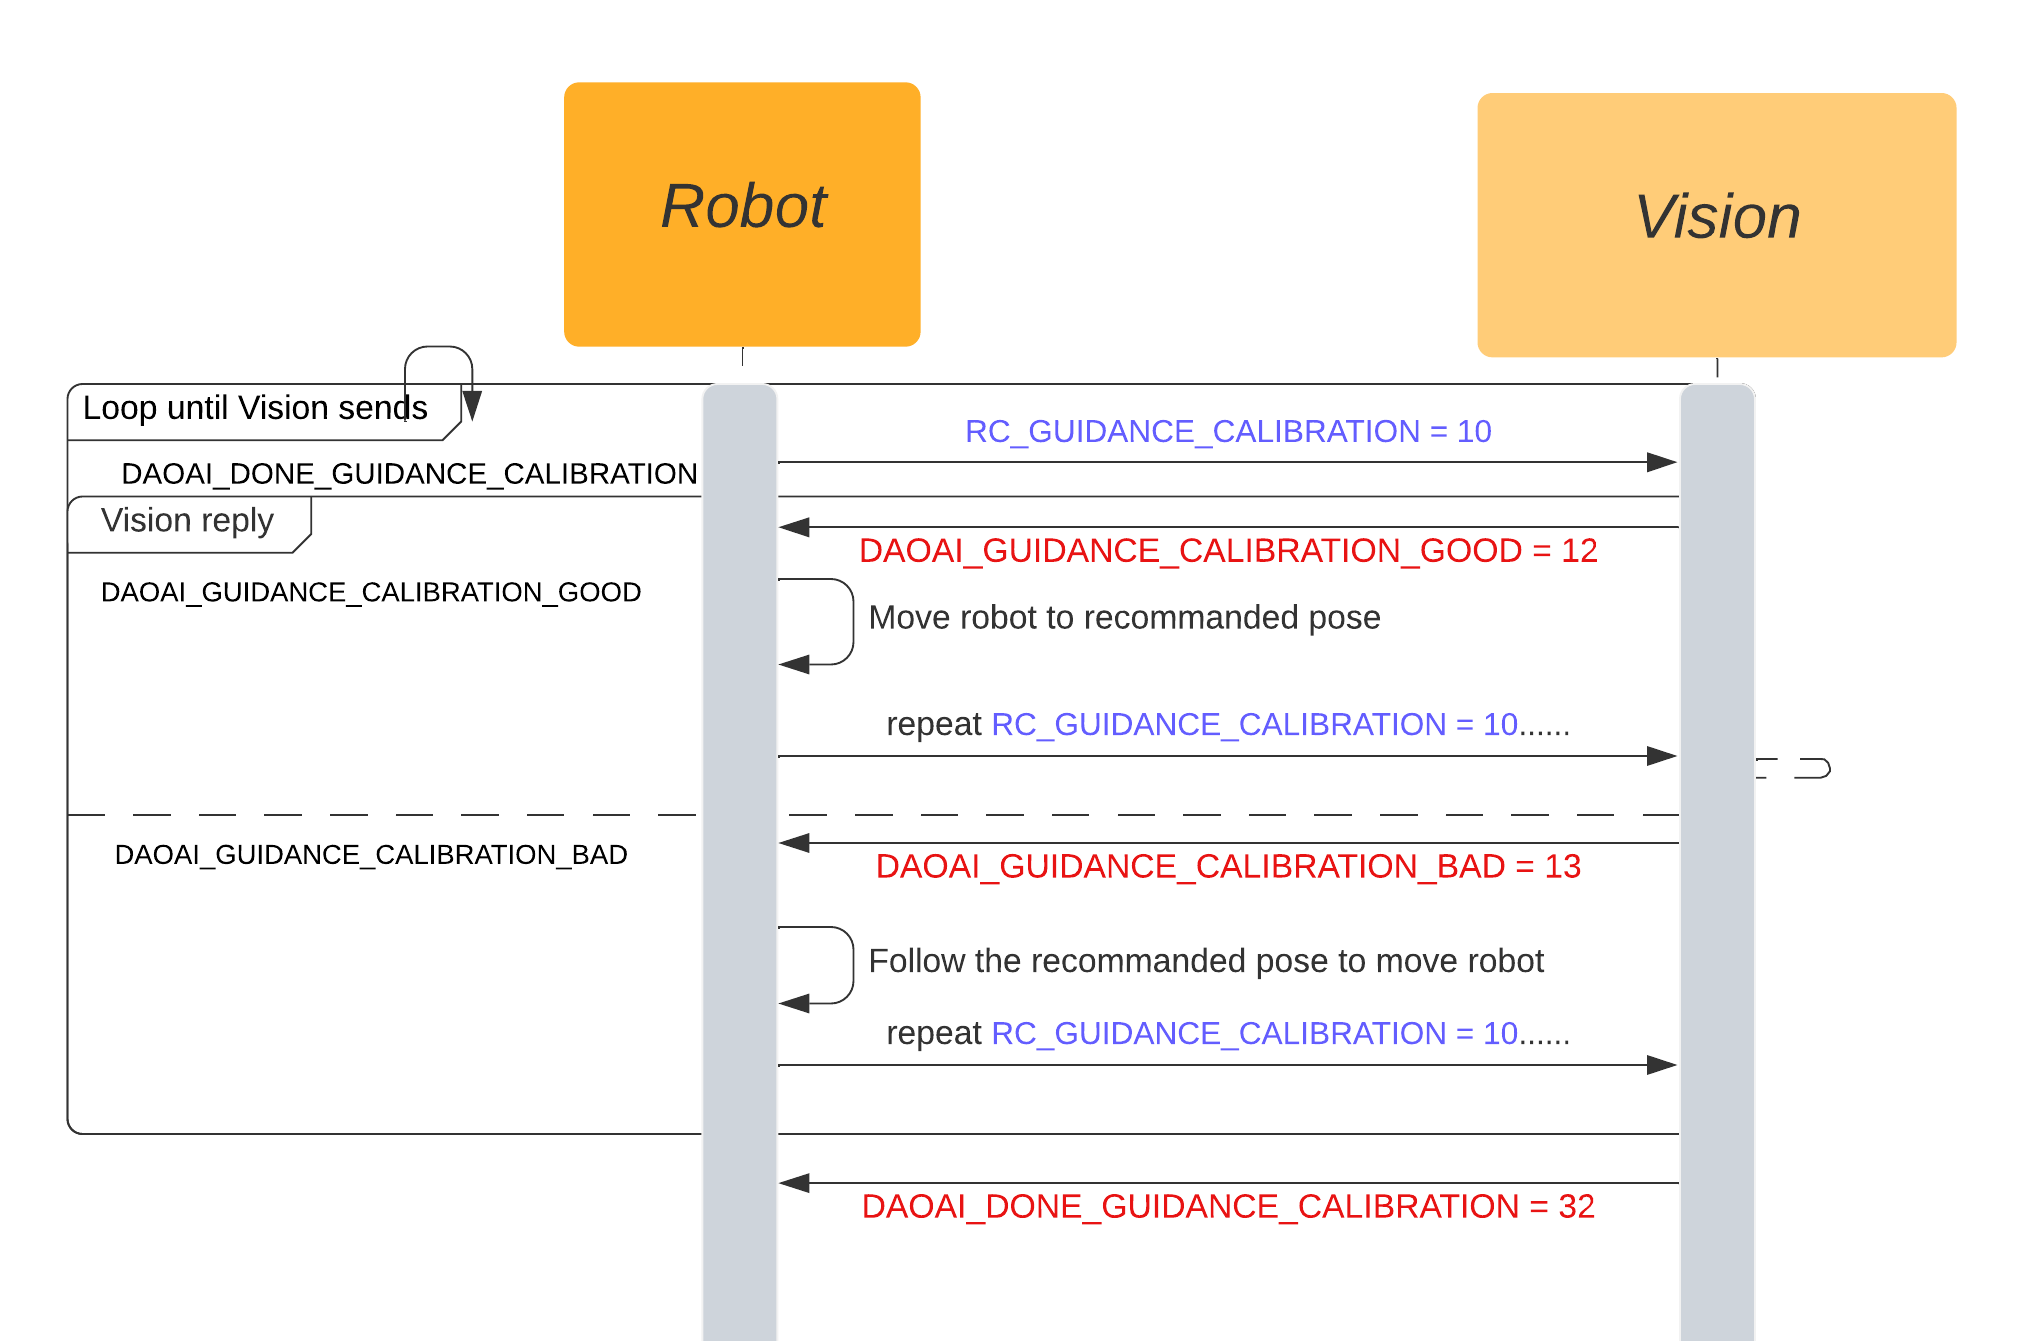 Robot
Vision
Loop until Vision sends
RC_GUIDANCE_CALIBRATION = 10
DAOAI_DONE_GUIDANCE_CALIBRATION
Vision reply
DAOAI_GUIDANCE_CALIBRATION_GOOD = 12
DAOAI_GUIDANCE_CALIBRATION_GOOD
Move robot to recommanded pose
repeat RC_GUIDANCE_CALIBRATION = 10......
DAOAI_GUIDANCE_CALIBRATION_BAD
DAOAI_GUIDANCE_CALIBRATION_BAD = 13
Follow the recommanded pose to move robot
repeat RC_GUIDANCE_CALIBRATION = 10......
DAOAI_DONE_GUIDANCE_CALIBRATION = 32